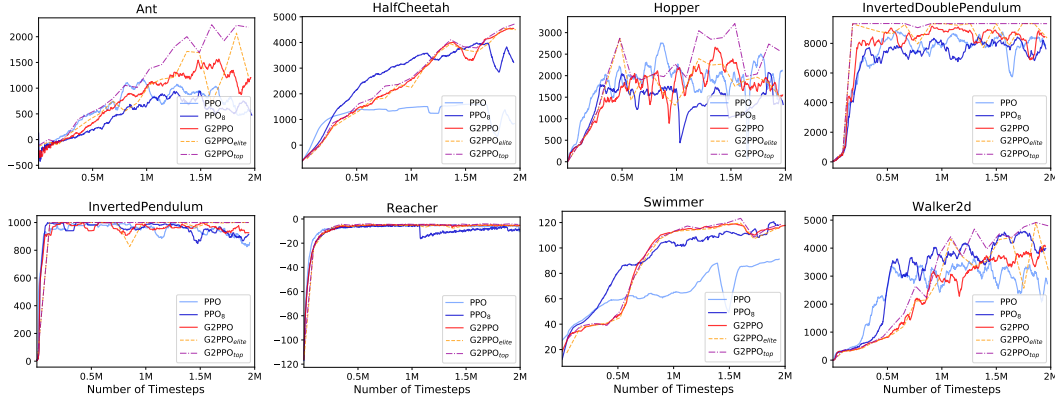 Ant
2000
1500
1000
500
0
−500
0.5M 1M 1.5M 2M
PPO
PPO8
G2PPO
G2PPOelite
G2PPOtop
HalfCheetah
5000
4000
3000
2000
1000
0
0.5M 1M 1.5M 2M
PPO
PPO8
G2PPO
G2PPOelite
G2PPOtop
Hopper
3000
2500
2000
1500
1000
500
0
0.5M 1M 1.5M 2M
PPO
PPO8
G2PPO
G2PPOelite
G2PPOtop
InvertedDoublePendulum
8000
6000
4000
2000
0
0.5M 1M 1.5M 2M
PPO
PPO8
G2PPO
G2PPOelite
G2PPOtop
InvertedPendulum
1000
800
600
400
200
0
0.5M 1M 1.5M 2M
Number of Timesteps
PPO
PPO8
G2PPO
G2PPOelite
G2PPOtop
Reacher
0
−20
−40
−60
−80
−100
−120
0.5M 1M 1.5M 2M
Number of Timesteps
PPO
PPO8
G2PPO
G2PPOelite
G2PPOtop
Swimmer
120
100
80
60
40
20
0.5M 1M 1.5M 2M
Number of Timesteps
PPO
PPO8
G2PPO
G2PPOelite
G2PPOtop
Walker2d
5000
4000
3000
2000
1000
0
0.5M 1M 1.5M 2M
Number of Timesteps
PPO
PPO8
G2PPO
G2PPOelite
G2PPOtop